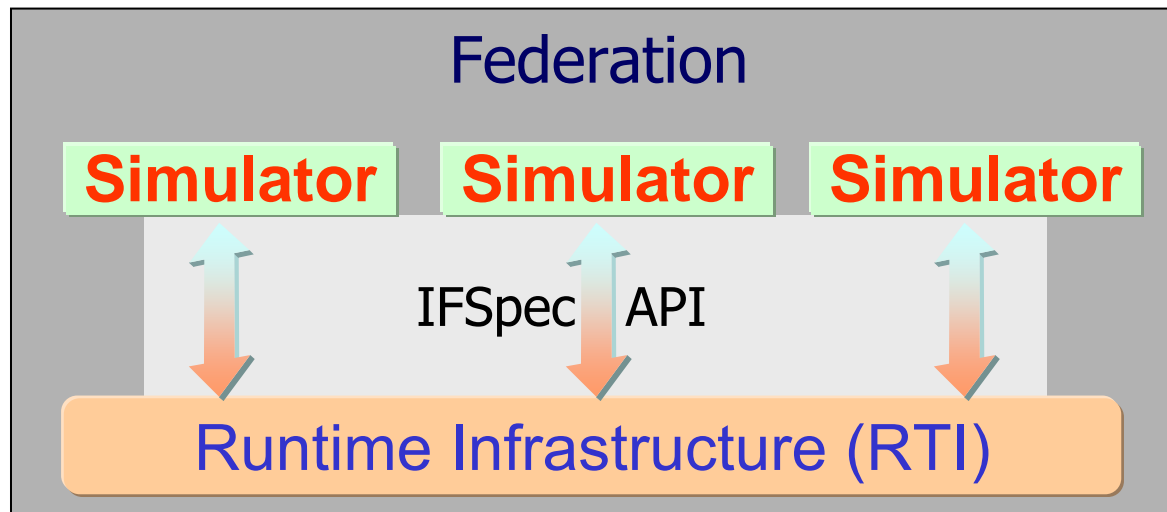 Federation
Simulator Simulator Simulator
IFSpec API
Runtime Infrastructure (RTI)